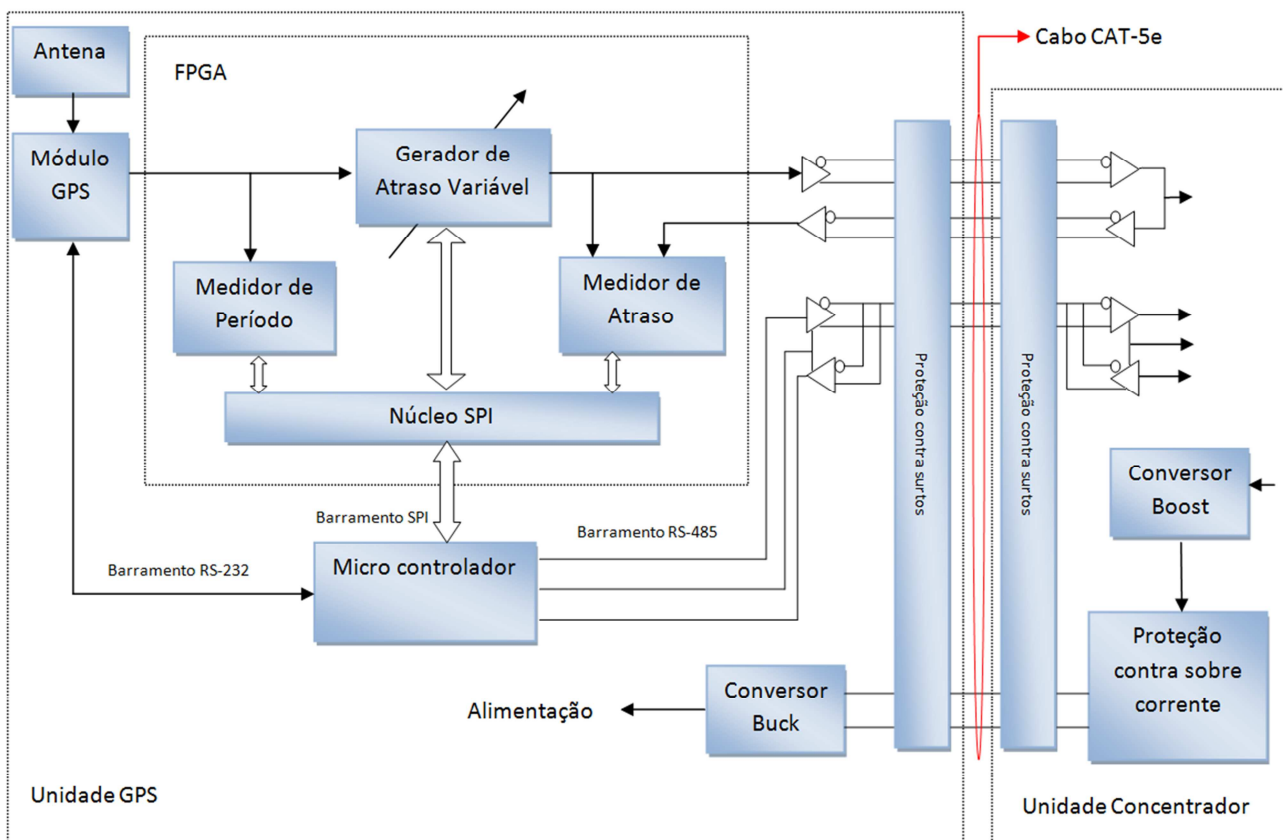 Antena
Cabo CAT-5e
FPGA
Módulo
GPS
Gerador de
Atraso Variável
Medidor de
Período
Medidor de
Atraso
Proteção contra surtos
Proteção contra surtos
Núcleo SPI
Conversor
Boost
Barramento SPI
Barramento RS-485
Barramento RS-232
Micro controlador
Proteção
contra sobre
corrente
Conversor
Buck
Alimentação
Unidade GPS
Unidade Concentrador